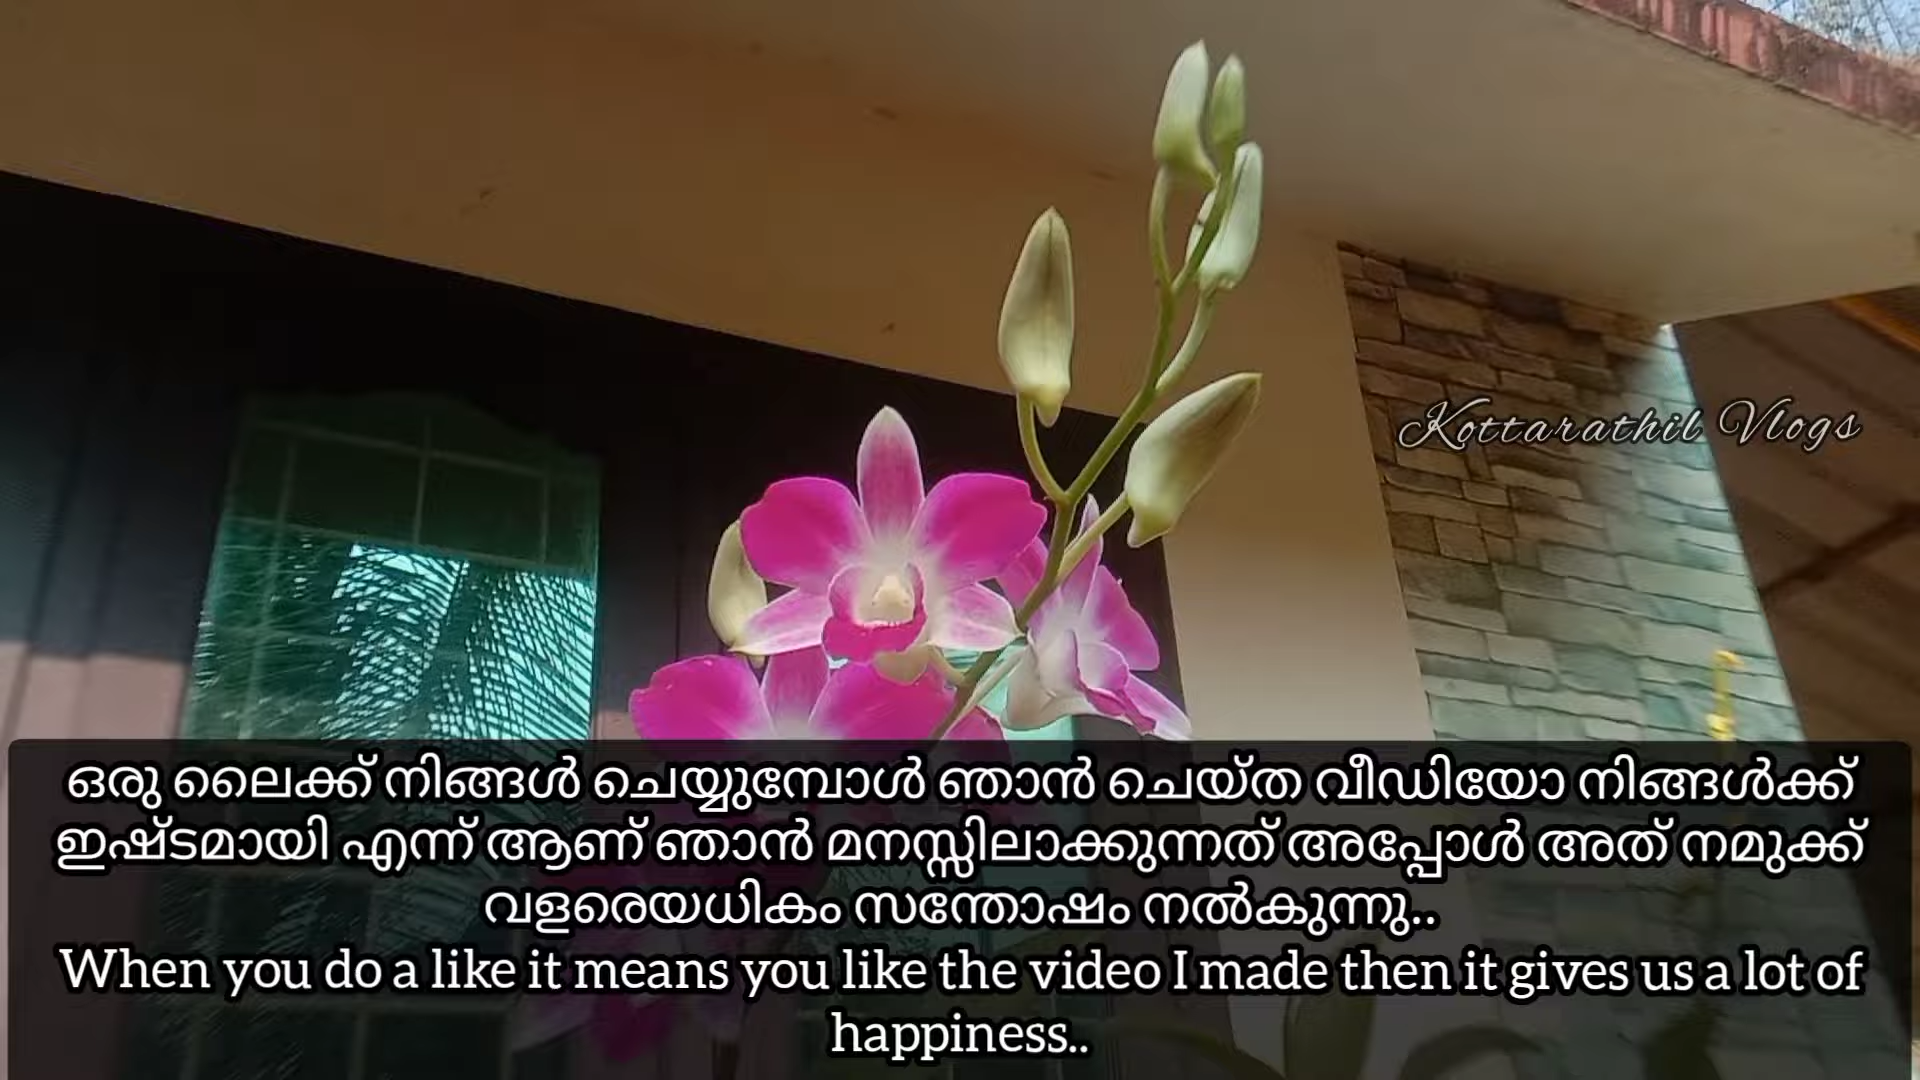 Kottarathil Vlogs
ഒരു ലൈക്ക് നിങ്ങൾ ചെയ്യുമ്പോൾ ഞാൻ ചെയ്ത വീഡിയോ നിങ്ങൾക്ക്
ഇഷ്ടമായി എന്ന് ആണ് ഞാൻ മനസ്സിലാക്കുന്നത് അപ്പോൾ അത് നമുക്ക്
വളരെയധികം സന്തോഷം നൽകുന്നു..
When you do a like it means you like the video I made then it gives us a lot of
happiness..